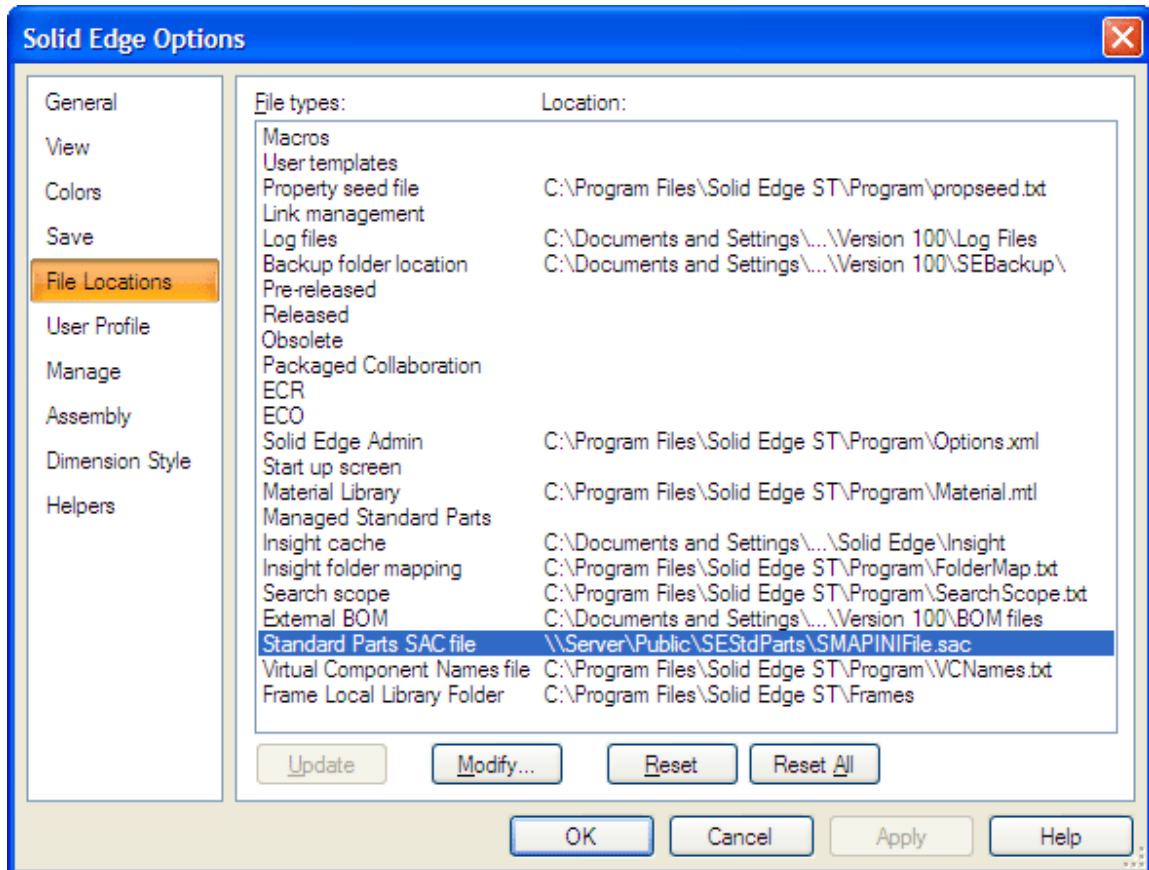 Solid Edge Options
General
View
Colors
Save
File Locations
User Profile
Manage
Assembly
Dimension Style
Helpers
File types: Location:
Macros
User templates
Property seed file C:\Program Files\Solid Edge ST\Program\propseed.txt
Link management
Log files C:\Documents and Settings\...\Version 100\Log Files
Backup folder location C:\Documents and Settings\...\Version 100\SEBackup\
Pre-released
Released
Obsolete
Packaged Collaboration
ECR
ECO
Solid Edge Admin C:\Program Files\Solid Edge ST\Program\Options.xml
Start up screen
Material Library C:\Program Files\Solid Edge ST\Program\Material.mtl
Managed Standard Parts
Insight cache C:\Documents and Settings\...\Solid Edge\Insight
Insight folder mapping C:\Program Files\Solid Edge ST\Program\FolderMap.txt
Search scope C:\Program Files\Solid Edge ST\Program\SearchScope.txt
External BOM C:\Documents and Settings\...\Version 100\BOM files
Standard Parts SAC file \\Server\Public\SEStdParts\SMAPINIFile.sac
Virtual Component Names file C:\Program Files\Solid Edge ST\Program\VCNames.txt
Frame Local Library Folder C:\Program Files\Solid Edge ST\Frames
Update Modify... Reset Reset All
OK Cancel Apply Help